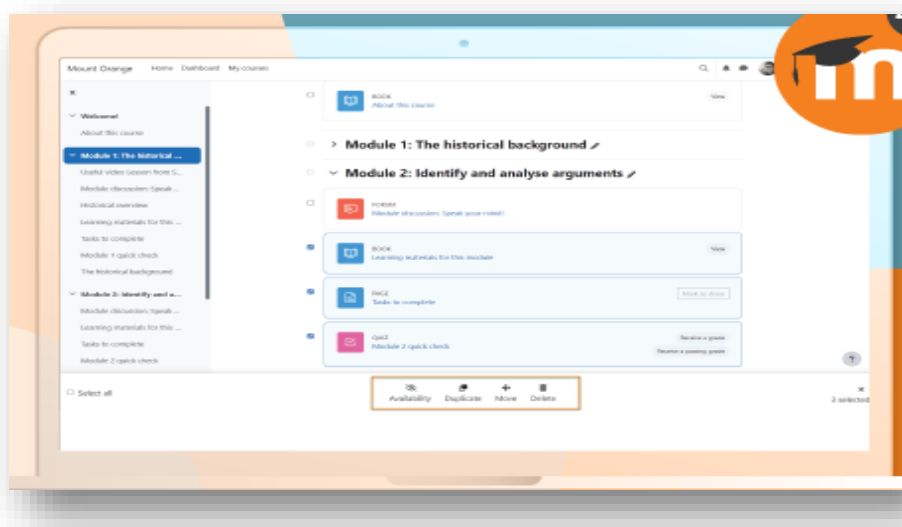 Mount Orange Home Dashboard My courses
Welcome!
About this course
Module 1: The historical ...
Useful video Lesson from S...
Module discussion: Speak ...
Historical overview
Learning materials for this ...
Tasks to complete
Module 1 quick check
The historical background
Module 2: Identify and a...
Module discussion: Speak ...
Learning materials for this ...
Tasks to complete
Module 2 quick check
BOOK
About this course
View
Module 1: The historical background
Module 2: Identify and analyse arguments
FORUM
Module discussion: Speak your mind!
BOOK
Learning materials for this module
View
PAGE
Tasks to complete
Mark as done
QUIZ
Module 2 quick check
Receive a grade
Receive a passing grade
?
Select all
Availability Duplicate Move Delete
3 selected
m